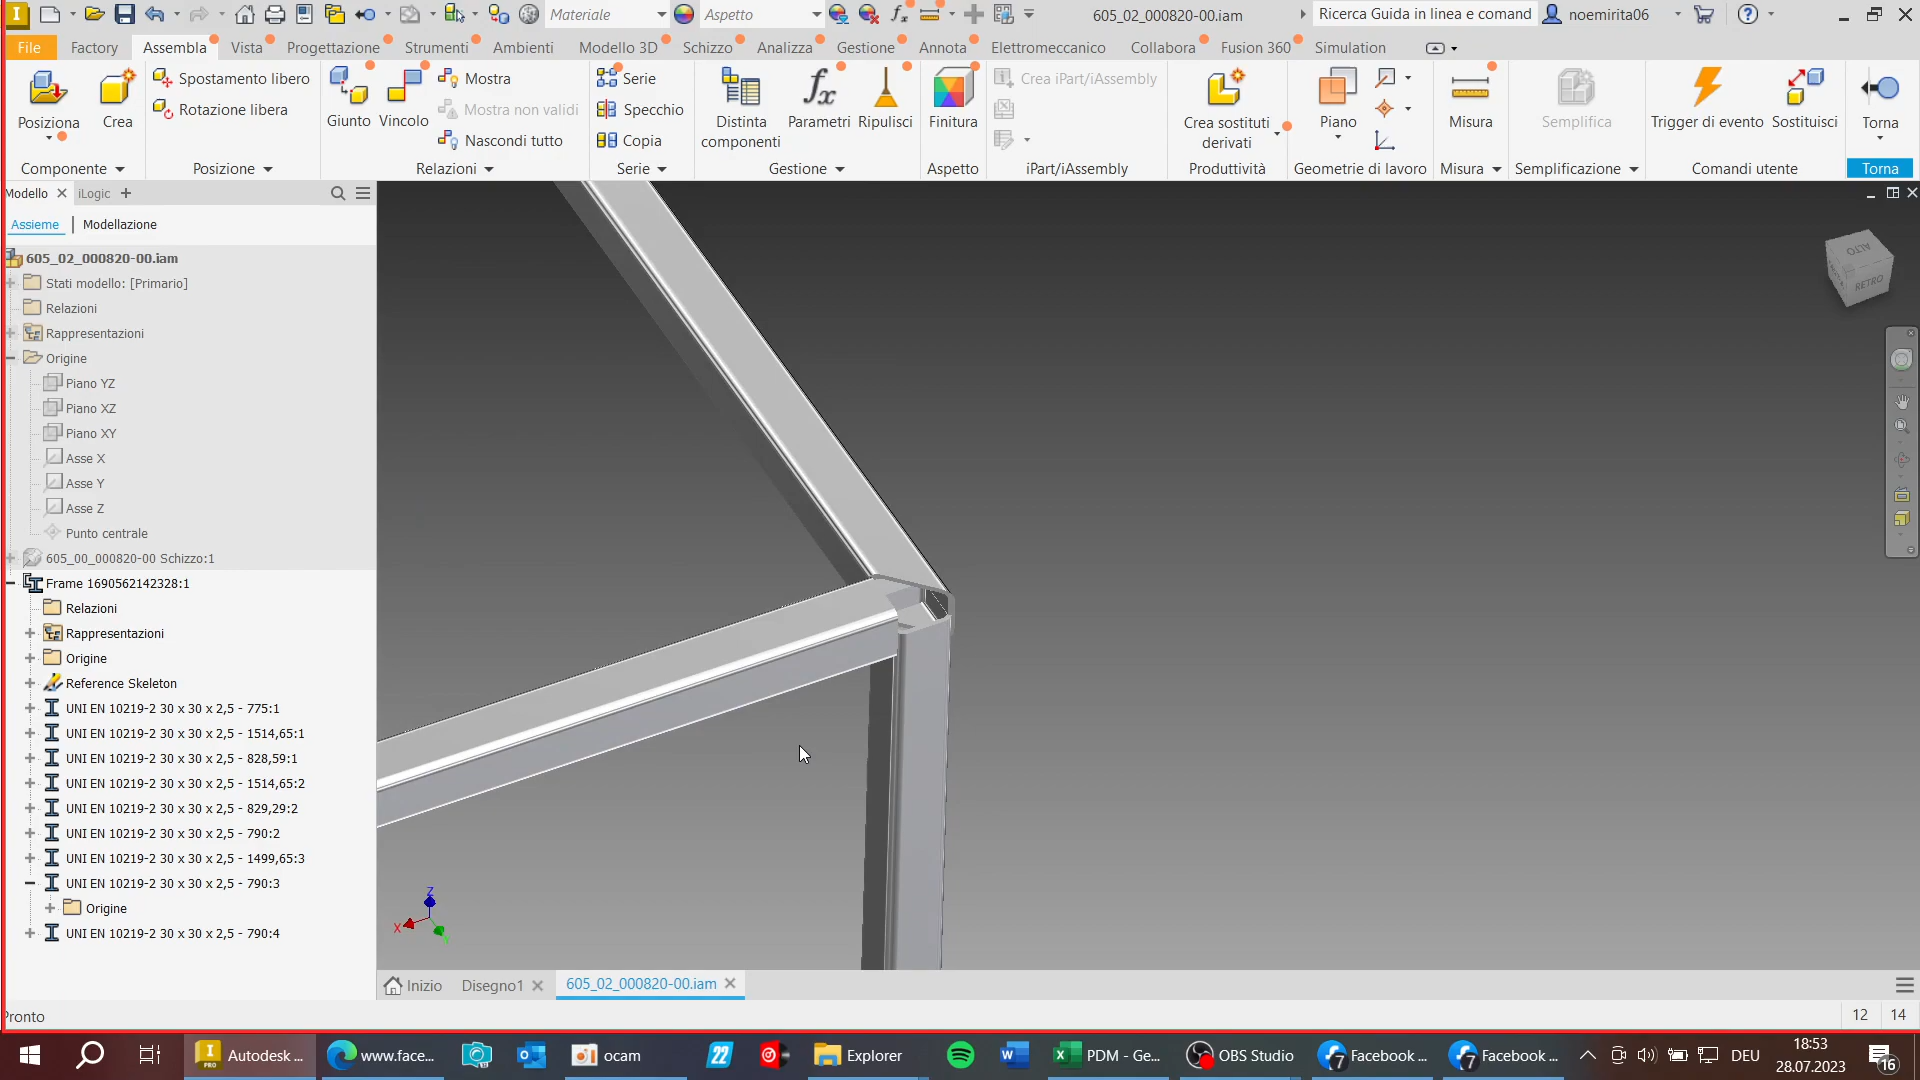 Materiale
Aspetto
605_02_000820-00.iam
Ricerca Guida in linea e comand
noemirita06
File
Factory
Assembla
Vista
Progettazione
Strumenti
Ambienti
Modello 3D
Schizzo
Analizza
Gestione
Annota
Elettromeccanico
Collabora
Fusion 360
Simulation
Posiziona
Crea
Spostamento libero
Rotazione libera
Giunto
Vincolo
Mostra
Mostra non validi
Nascondi tutto
Serie
Specchio
Copia
Distinta
componenti
Parametri
Ripulisci
Finitura
Crea iPart/iAssembly
Crea sostituti
derivati
Piano
Misura
Semplifica
Trigger di evento
Sostituisci
Torna
Componente
Posizione
Relazioni
Serie
Gestione
Aspetto
iPart/iAssembly
Produttività
Geometrie di lavoro
Misura
Semplificazione
Comandi utente
Torna
Modello
iLogic
Assieme
Modellazione
605_02_000820-00.iam
Stati modello: [Primario]
Relazioni
Rappresentazioni
Origine
Piano YZ
Piano XZ
Piano XY
Asse X
Asse Y
Asse Z
Punto centrale
605_00_000820-00 Schizzo:1
Frame 1690562142328:1
Relazioni
Rappresentazioni
Origine
Reference Skeleton
UNI EN 10219-2 30 x 30 x 2,5 - 775:1
UNI EN 10219-2 30 x 30 x 2,5 - 1514,65:1
UNI EN 10219-2 30 x 30 x 2,5 - 828,59:1
UNI EN 10219-2 30 x 30 x 2,5 - 1514,65:2
UNI EN 10219-2 30 x 30 x 2,5 - 829,29:2
UNI EN 10219-2 30 x 30 x 2,5 - 790:2
UNI EN 10219-2 30 x 30 x 2,5 - 1499,65:3
UNI EN 10219-2 30 x 30 x 2,5 - 790:3
Origine
UNI EN 10219-2 30 x 30 x 2,5 - 790:4
ALTO
RETRO
Z
X
Inizio
Disegno1
605_02_000820-00.iam
Pronto
12
14
PRO
Autodesk ...
www.face...
ocam
22
Explorer
PDM - Ge...
OBS Studio
7
Facebook ...
7
Facebook ...
DEU
18:53
28.07.2023
16